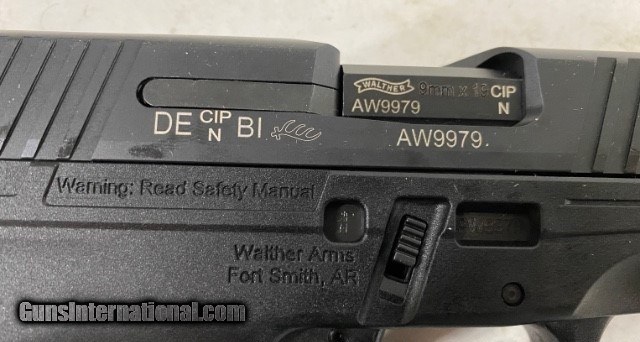 WALTHER
9mm x 19 CIP
AW9979 N
DE CIP N BI AW9979
Warning: Read Safety Manual
Walther Arms
Fort Smith, AR
GunsInternational.com